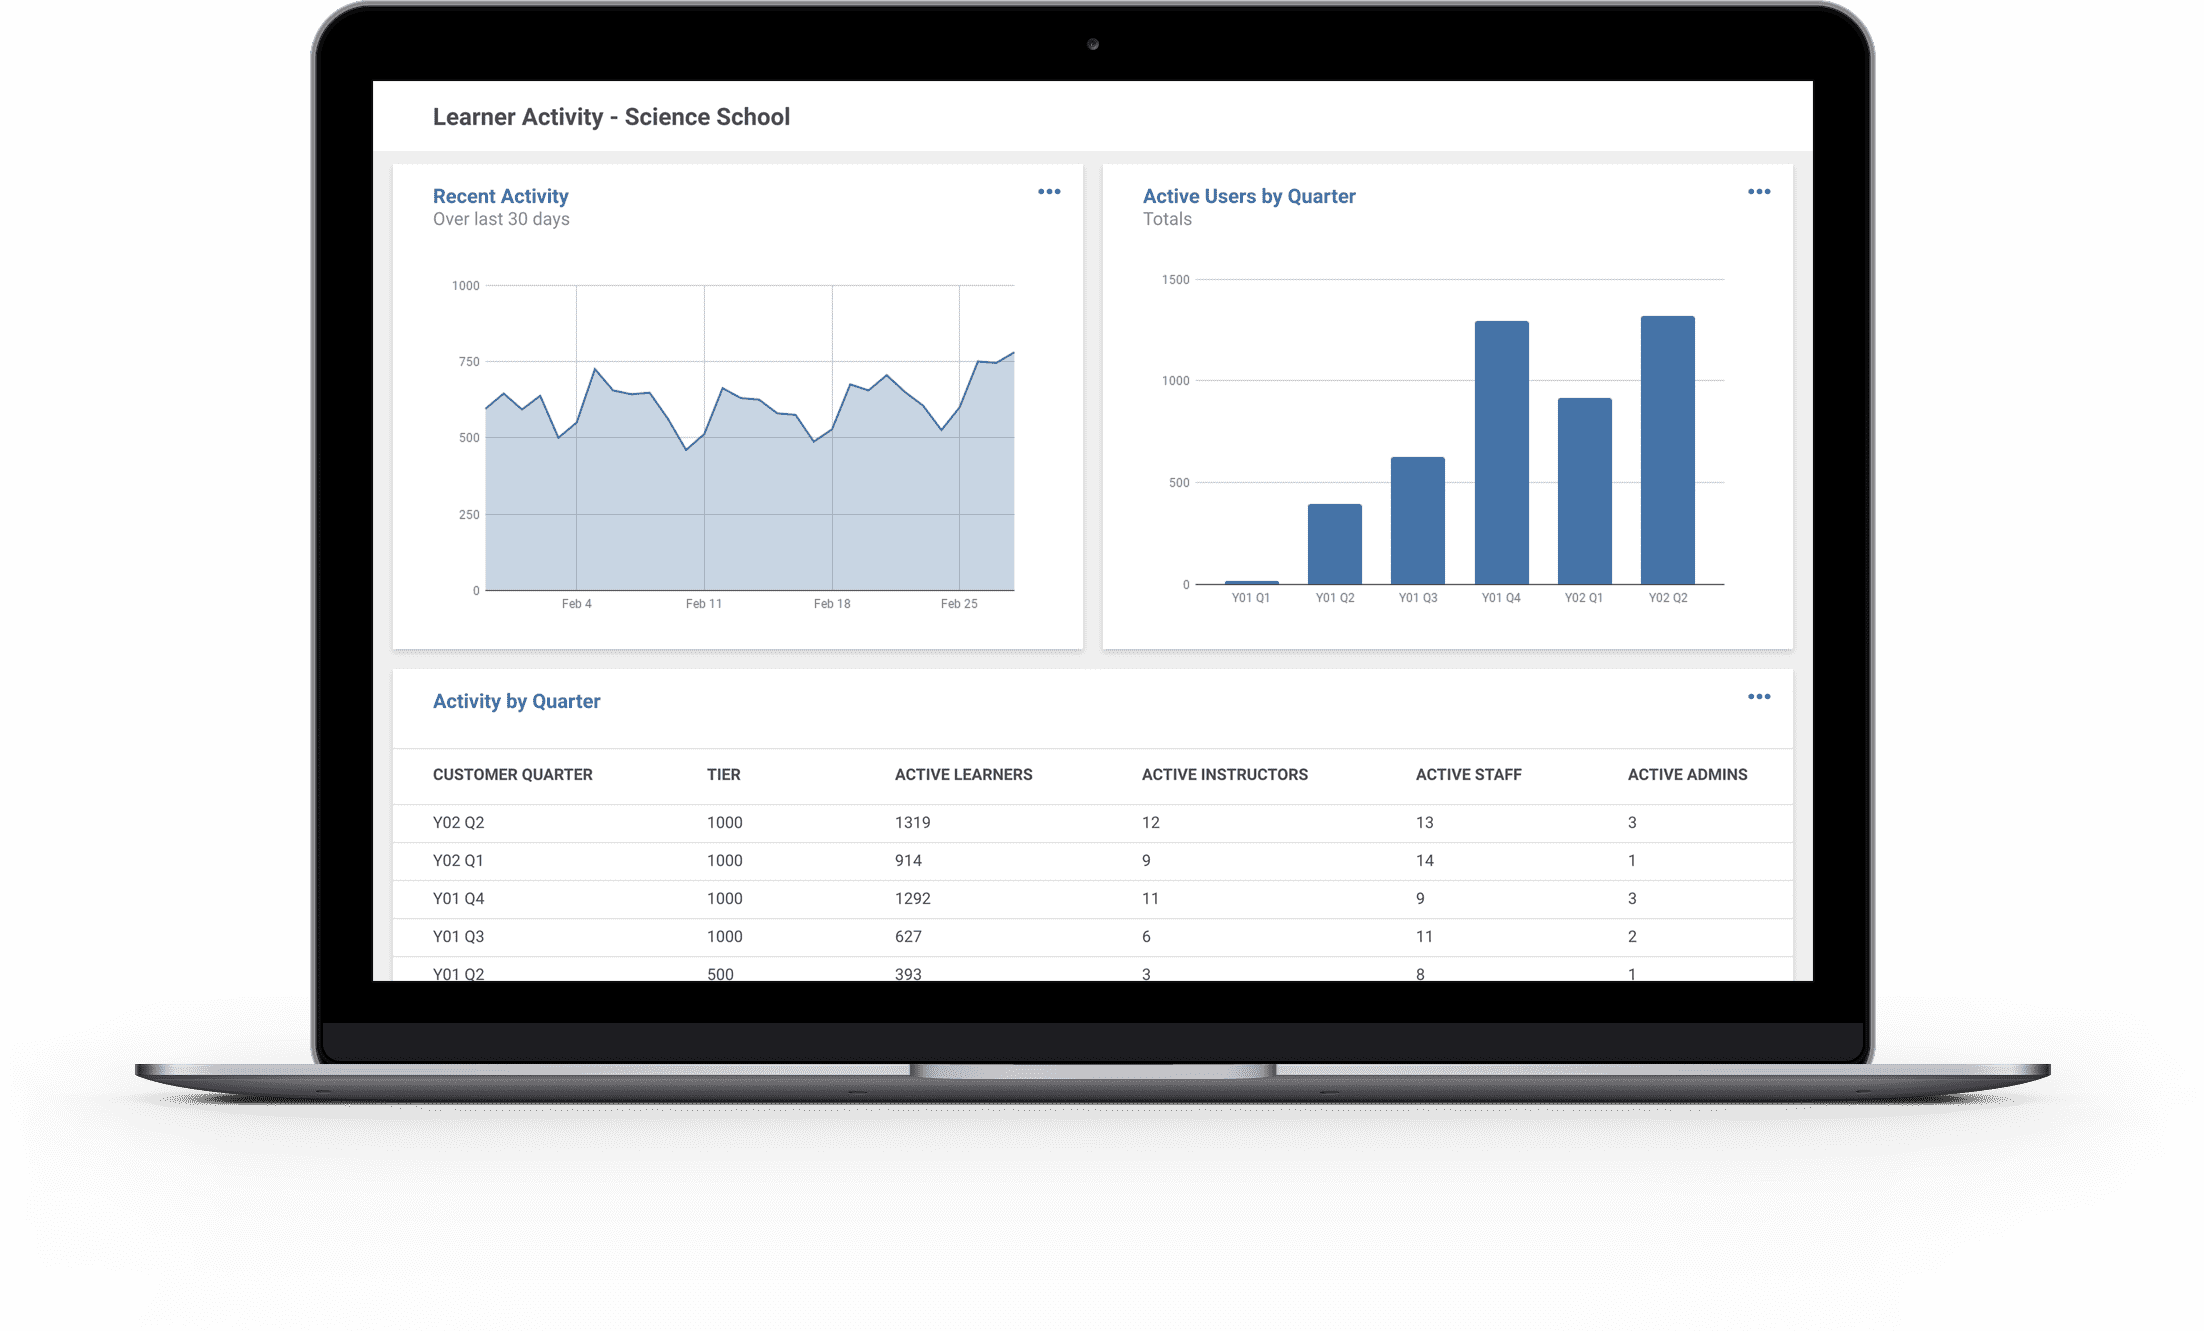 Learner Activity - Science School
Recent Activity
Over last 30 days
1000
750
500
250
0
Feb 4 Feb 11 Feb 18 Feb 25
Active Users by Quarter
Totals
1500
1000
500
0
Y01 Q1 Y01 Q2 Y01 Q3 Y01 Q4 Y02 Q1 Y02 Q2
Activity by Quarter
CUSTOMER QUARTER TIER ACTIVE LEARNERS ACTIVE INSTRUCTORS ACTIVE STAFF ACTIVE ADMINS
Y02 Q2 1000 1319 12 13 3
Y02 Q1 1000 914 9 14 1
Y01 Q4 1000 1292 11 9 3
Y01 Q3 1000 627 6 11 2
Y01 Q2 500 393 3 8 1